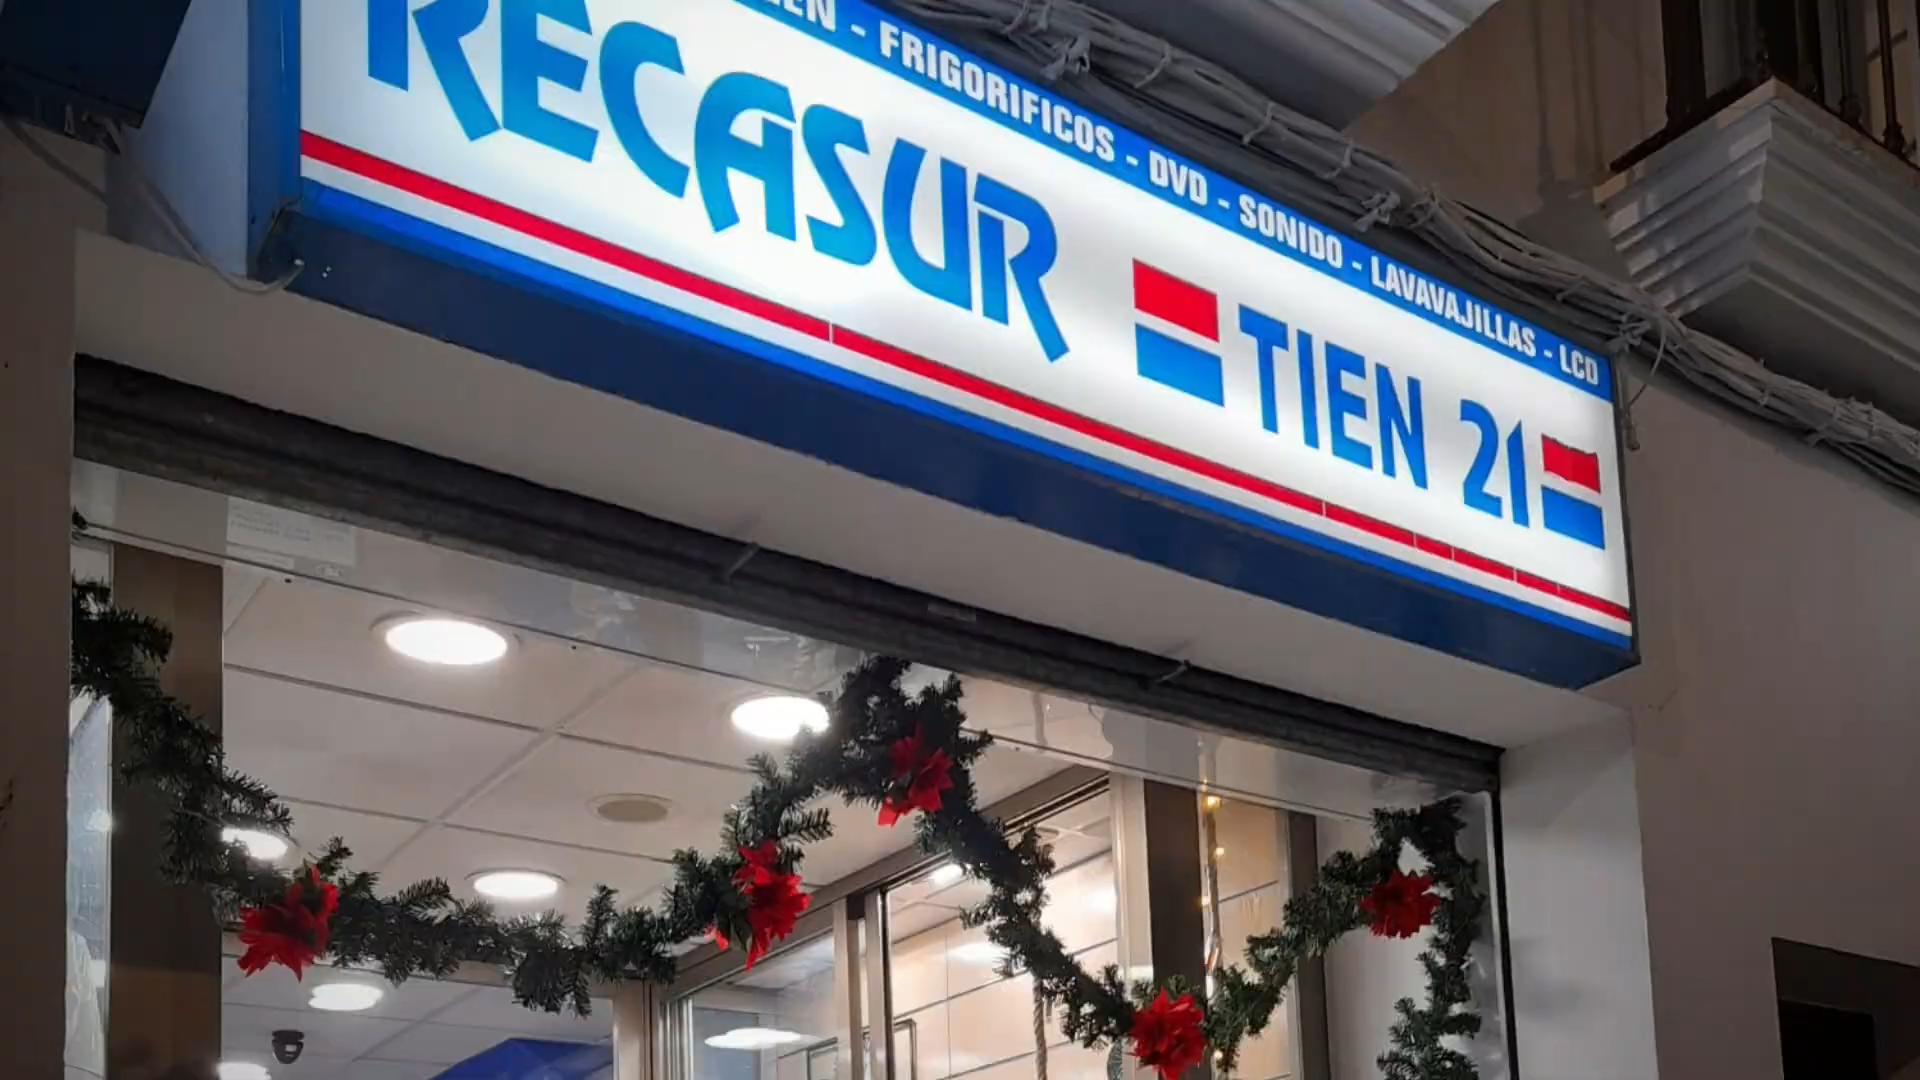 FRIGORIFICOS - DVD - SONIDO - LAVAVAJILLAS - LCD
RECASUR
TIEN 21